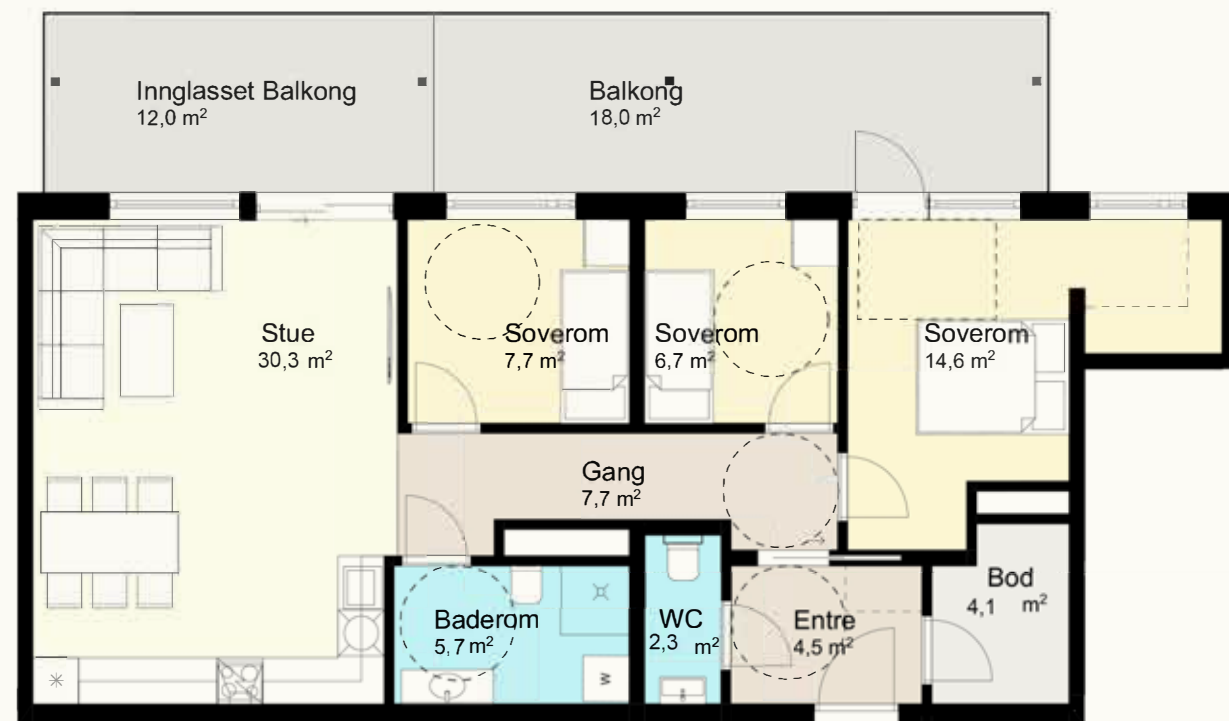 Innglasset Balkong
12,0 m²
Balkong
18,0 m²
Stue
30,3 m²
Soverom
7,7 m²
Soverom
6,7 m²
Soverom
14,6 m²
Gang
7,7 m²
Baderom
5,7 m²
WC
2,3 m²
Entre
4,5 m²
Bod
4,1 m²
W